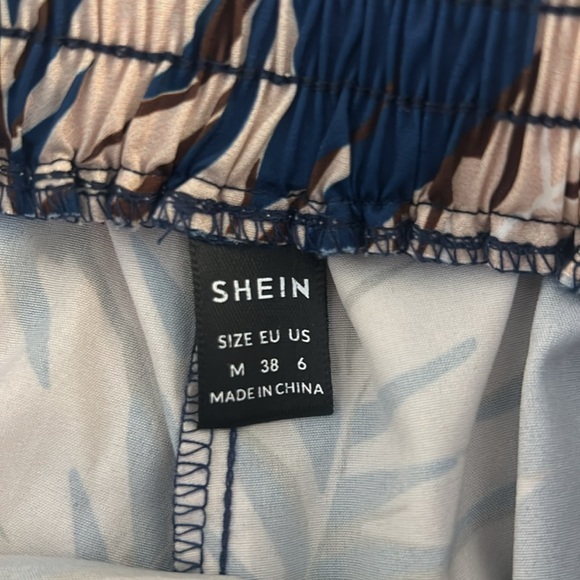 SHEIN
SIZE EU US
M 38 6
MADE IN CHINA